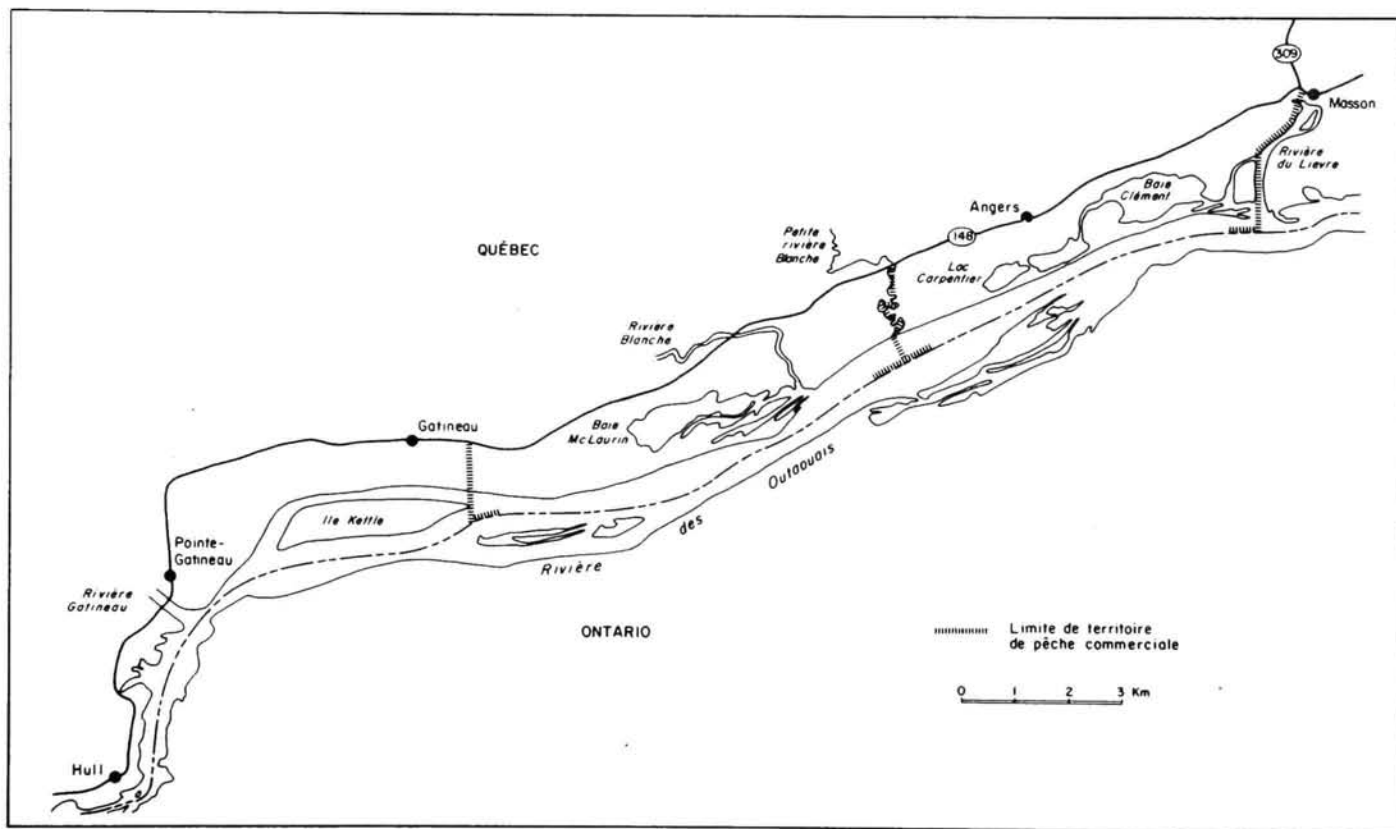 309
Masson
Rivière
du Lièvre
Baie
Clément
Angers
148
Petite
rivière
Blanche
Lac
Carpentier
QUÉBEC
Rivière
Blanche
Baie
McLaurin
Gatineau
Ile Kettle
Rivière
des
Outaouais
Pointe-
Gatineau
Rivière
Gatineau
ONTARIO
Limite de territoire
de pêche commerciale
0 1 2 3 Km
Hull